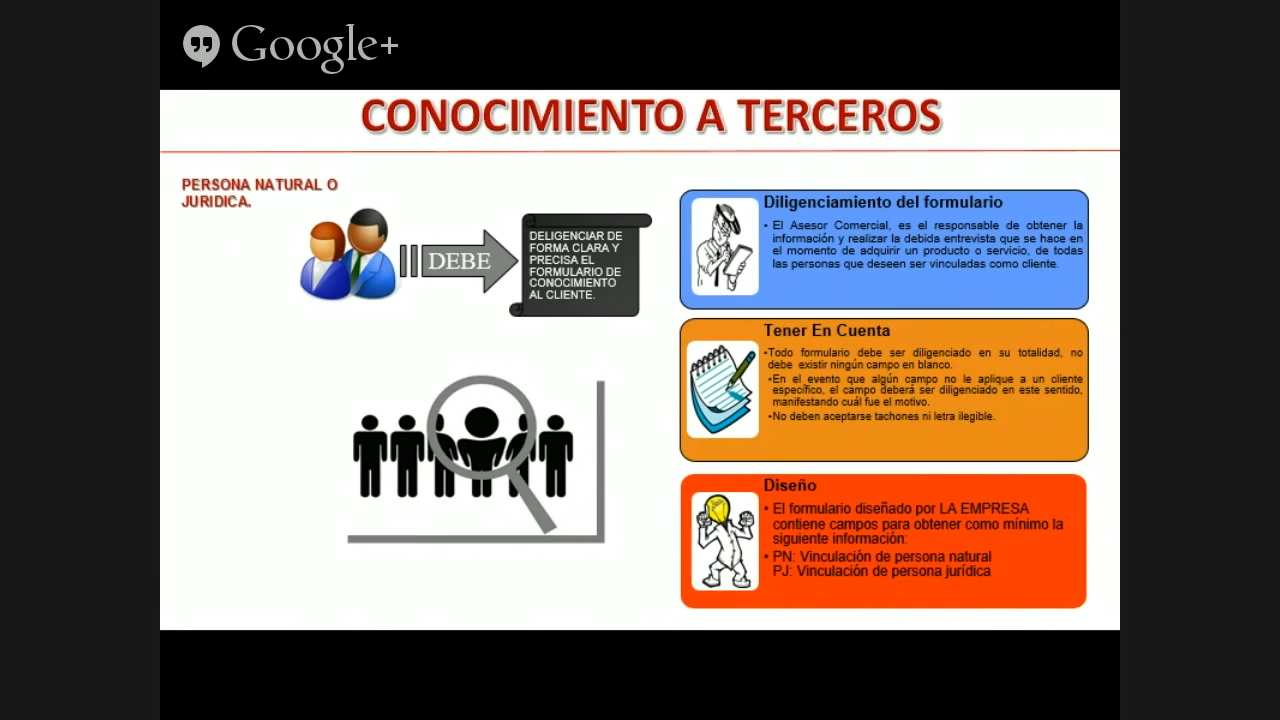 Google+
CONOCIMIENTO A TERCEROS
PERSONA NATURAL O
JURIDICA.
DEBE
DELIGENCIAR DE
FORMA CLARA Y
PRECISA EL
FORMULARIO DE
CONOCIMIENTO
AL CLIENTE.
Diligenciamiento del formulario
• El Asesor Comercial, es el responsable de obtener la
información y realizar la debida entrevista que se hace en
el momento de adquirir un producto o servicio, de todas
las personas que deseen ser vinculadas como cliente.
Tener En Cuenta
•Todo formulario debe ser diligenciado en su totalidad, no
debe existir ningún campo en blanco.
•En el evento que algún campo no le aplique a un cliente
específico, el campo deberá ser diligenciado en este sentido,
manifestando cuál fue el motivo.
•No deben aceptarse tachones ni letra ilegible.
Diseño
• El formulario diseñado por LA EMPRESA
contiene campos para obtener como mínimo la
siguiente información:
• PN: Vinculación de persona natural
PJ: Vinculación de persona jurídica